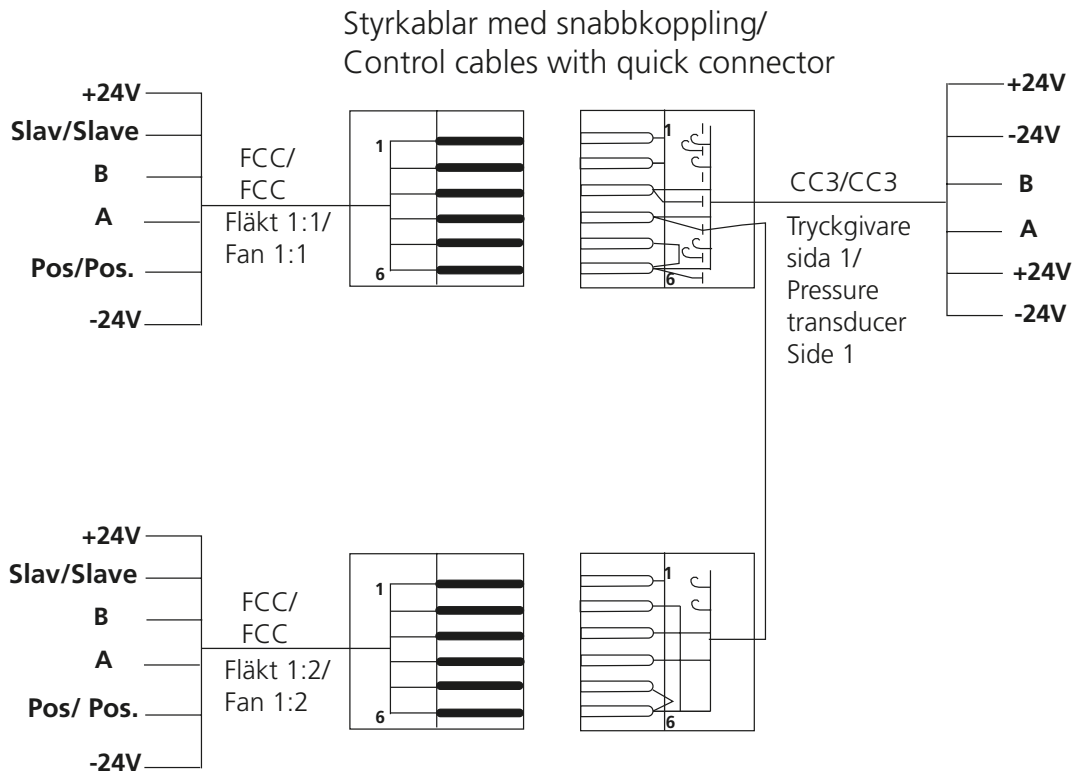 Styrkablar med snabbkoppling/
Control cables with quick connector
+24V
Slav/Slave
B
A
Pos/Pos.
-24V
FCC/
FCC
Fläkt 1:1/
Fan 1:1
1
6
1
6
CC3/CC3
Tryckgivare
sida 1/
Pressure
transducer
Side 1
+24V
-24V
B
A
+24V
-24V
+24V
Slav/Slave
B
A
Pos/ Pos.
-24V
FCC/
FCC
Fläkt 1:2/
Fan 1:2
1
6
1
6